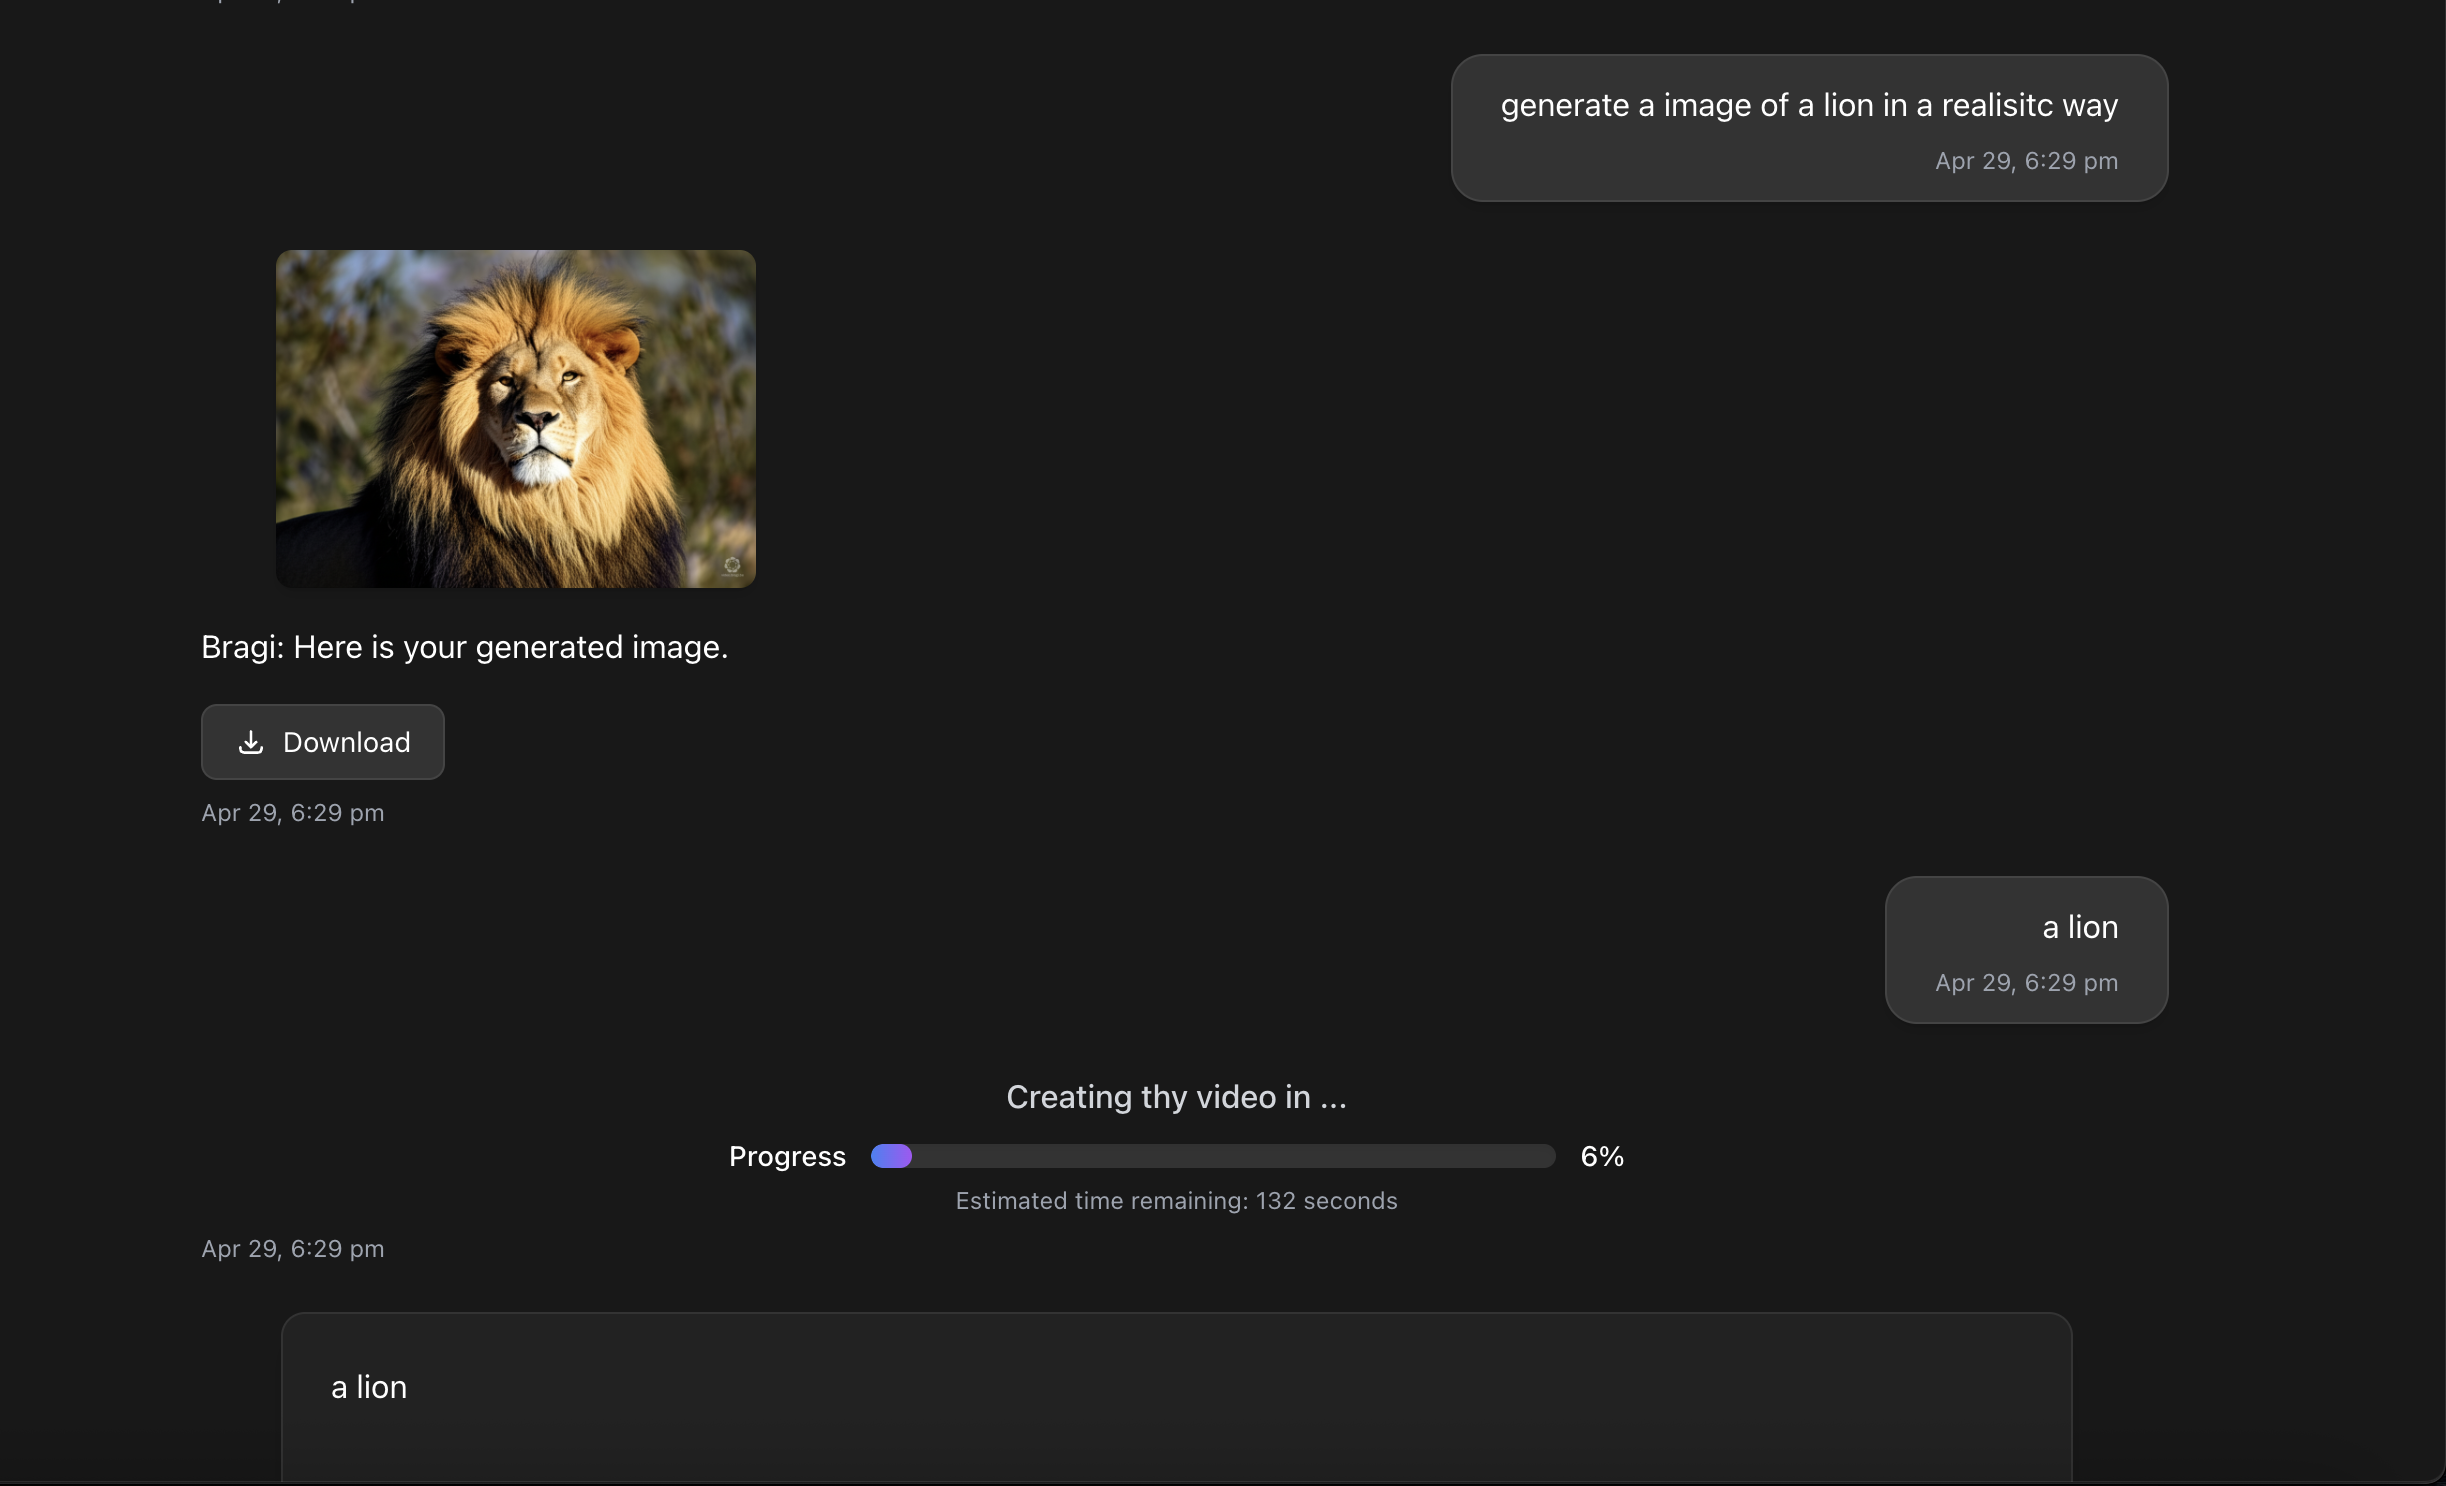 generate a image of a lion in a realisitc way
Apr 29, 6:29 pm
Bragi: Here is your generated image.
Download
Apr 29, 6:29 pm
a lion
Apr 29, 6:29 pm
Creating thy video in ...
Progress 6%
Estimated time remaining: 132 seconds
Apr 29, 6:29 pm
a lion